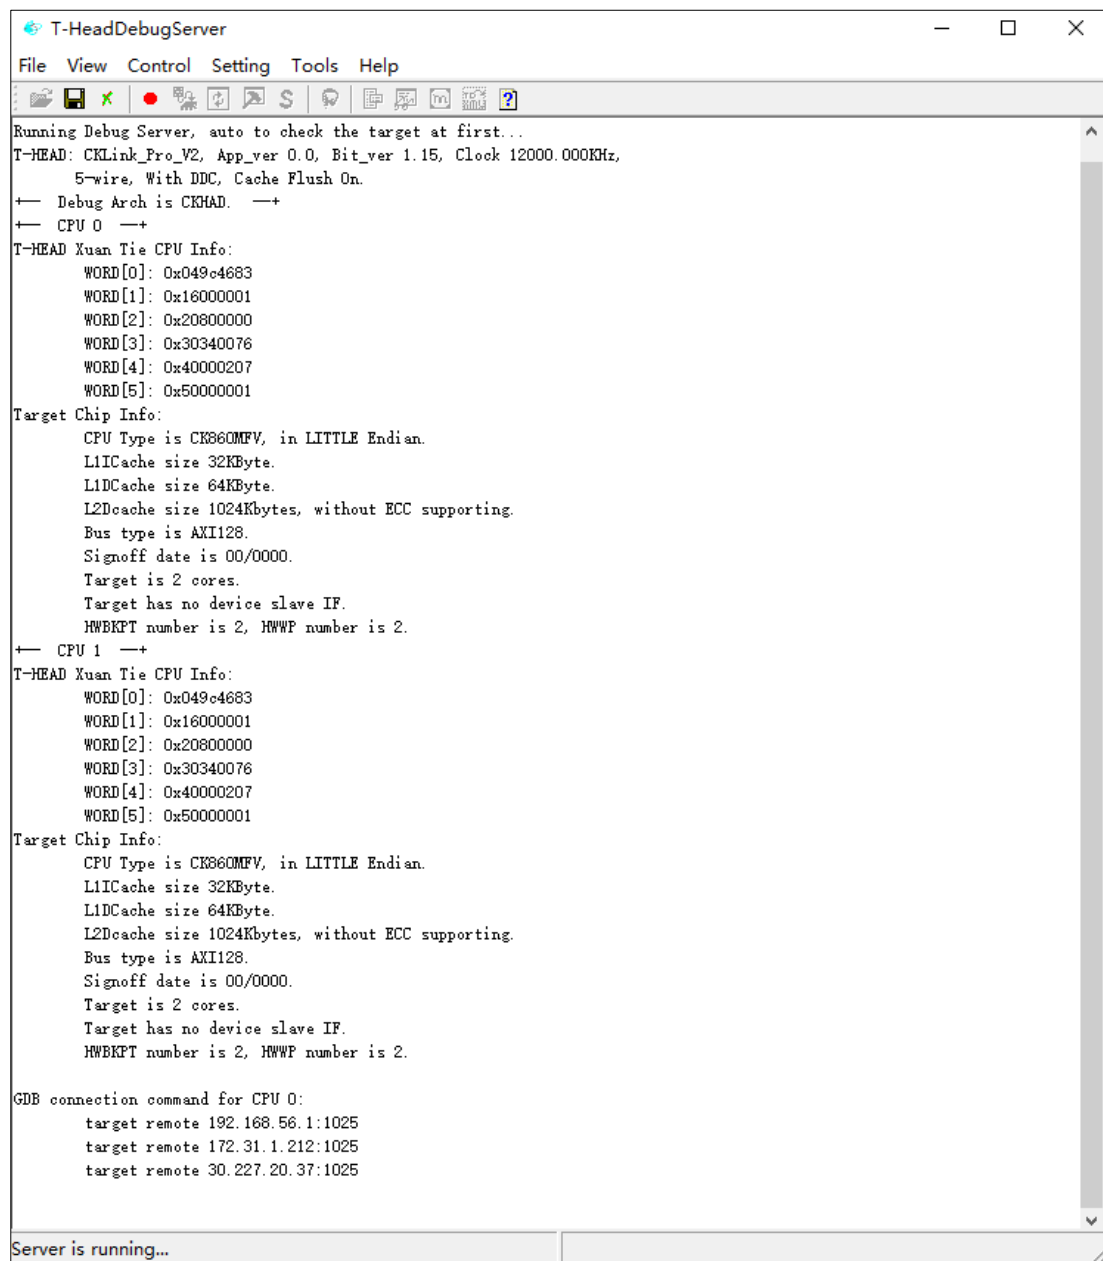 T-HeadDebugServer
File View Control Setting Tools Help
Running Debug Server, auto to check the target at first...
T-HEAD: CKLink_Pro_V2, App_ver 0.0, Bit_ver 1.15, Clock 12000.000KHz,
5-wire, With DDC, Cache Flush On.
+-- Debug Arch is CKHAD. --+
+-- CPU 0 --+
T-HEAD Xuan Tie CPU Info:
WORD[0]: 0x049c4683
WORD[1]: 0x16000001
WORD[2]: 0x20800000
WORD[3]: 0x30340076
WORD[4]: 0x40000207
WORD[5]: 0x50000001
Target Chip Info:
CPU Type is CK860MFV, in LITTLE Endian.
L1ICache size 32KByte.
L1DCache size 64KByte.
L2Dcache size 1024Kbytes, without ECC supporting.
Bus type is AXI128.
Signoff date is 00/0000.
Target is 2 cores.
Target has no device slave IF.
HWBKPT number is 2, HWWP number is 2.
+-- CPU 1 --+
T-HEAD Xuan Tie CPU Info:
WORD[0]: 0x049c4683
WORD[1]: 0x16000001
WORD[2]: 0x20800000
WORD[3]: 0x30340076
WORD[4]: 0x40000207
WORD[5]: 0x50000001
Target Chip Info:
CPU Type is CK860MFV, in LITTLE Endian.
L1ICache size 32KByte.
L1DCache size 64KByte.
L2Dcache size 1024Kbytes, without ECC supporting.
Bus type is AXI128.
Signoff date is 00/0000.
Target is 2 cores.
Target has no device slave IF.
HWBKPT number is 2, HWWP number is 2.
GDB connection command for CPU 0:
target remote 192.168.56.1:1025
target remote 172.31.1.212:1025
target remote 30.227.20.37:1025
Server is running...